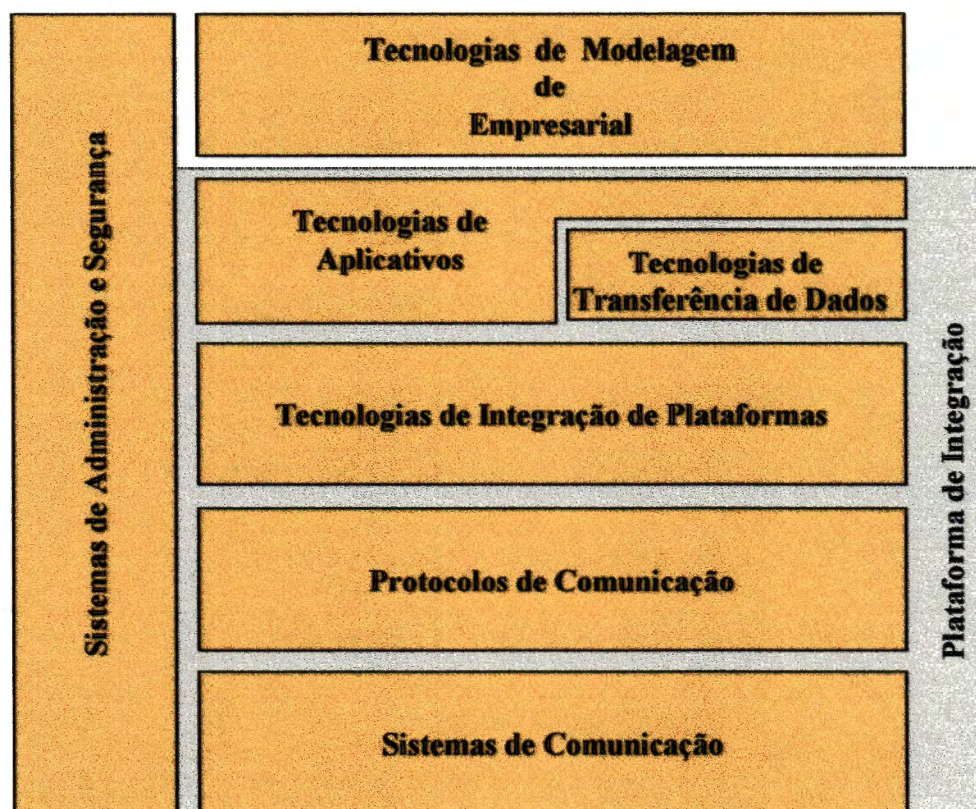 Sistemas de Administração e Segurança
Tecnologias de Modelagem
de
Empresarial
Tecnologias de
Aplicativos
Tecnologias de
Transferência de Dados
Tecnologias de Integração de Plataformas
Protocolos de Comunicação
Sistemas de Comunicação
Plataforma de Integração